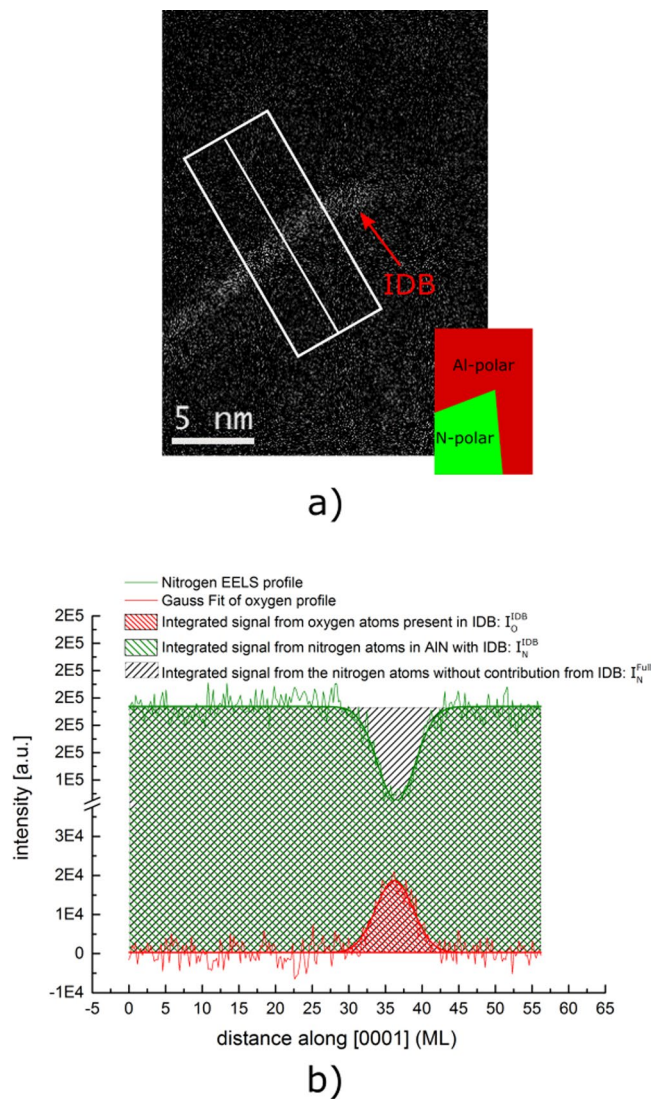 IDB
5 nm
Al-polar
N-polar
a)
Nitrogen EELS profile
Gauss Fit of oxygen profile
Integrated signal from oxygen atoms present in IDB: I_O^IDB
Integrated signal from nitrogen atoms in AlN with IDB: I_N^IDB
Integrated signal from the nitrogen atoms without contribution from IDB: I_N^Full
2E5
2E5
2E5
2E5
2E5
2E5
1E5
3E4
2E4
1E4
0
-1E4
intensity [a.u.]
-5 0 5 10 15 20 25 30 35 40 45 50 55 60 65
distance along [0001] (ML)
b)